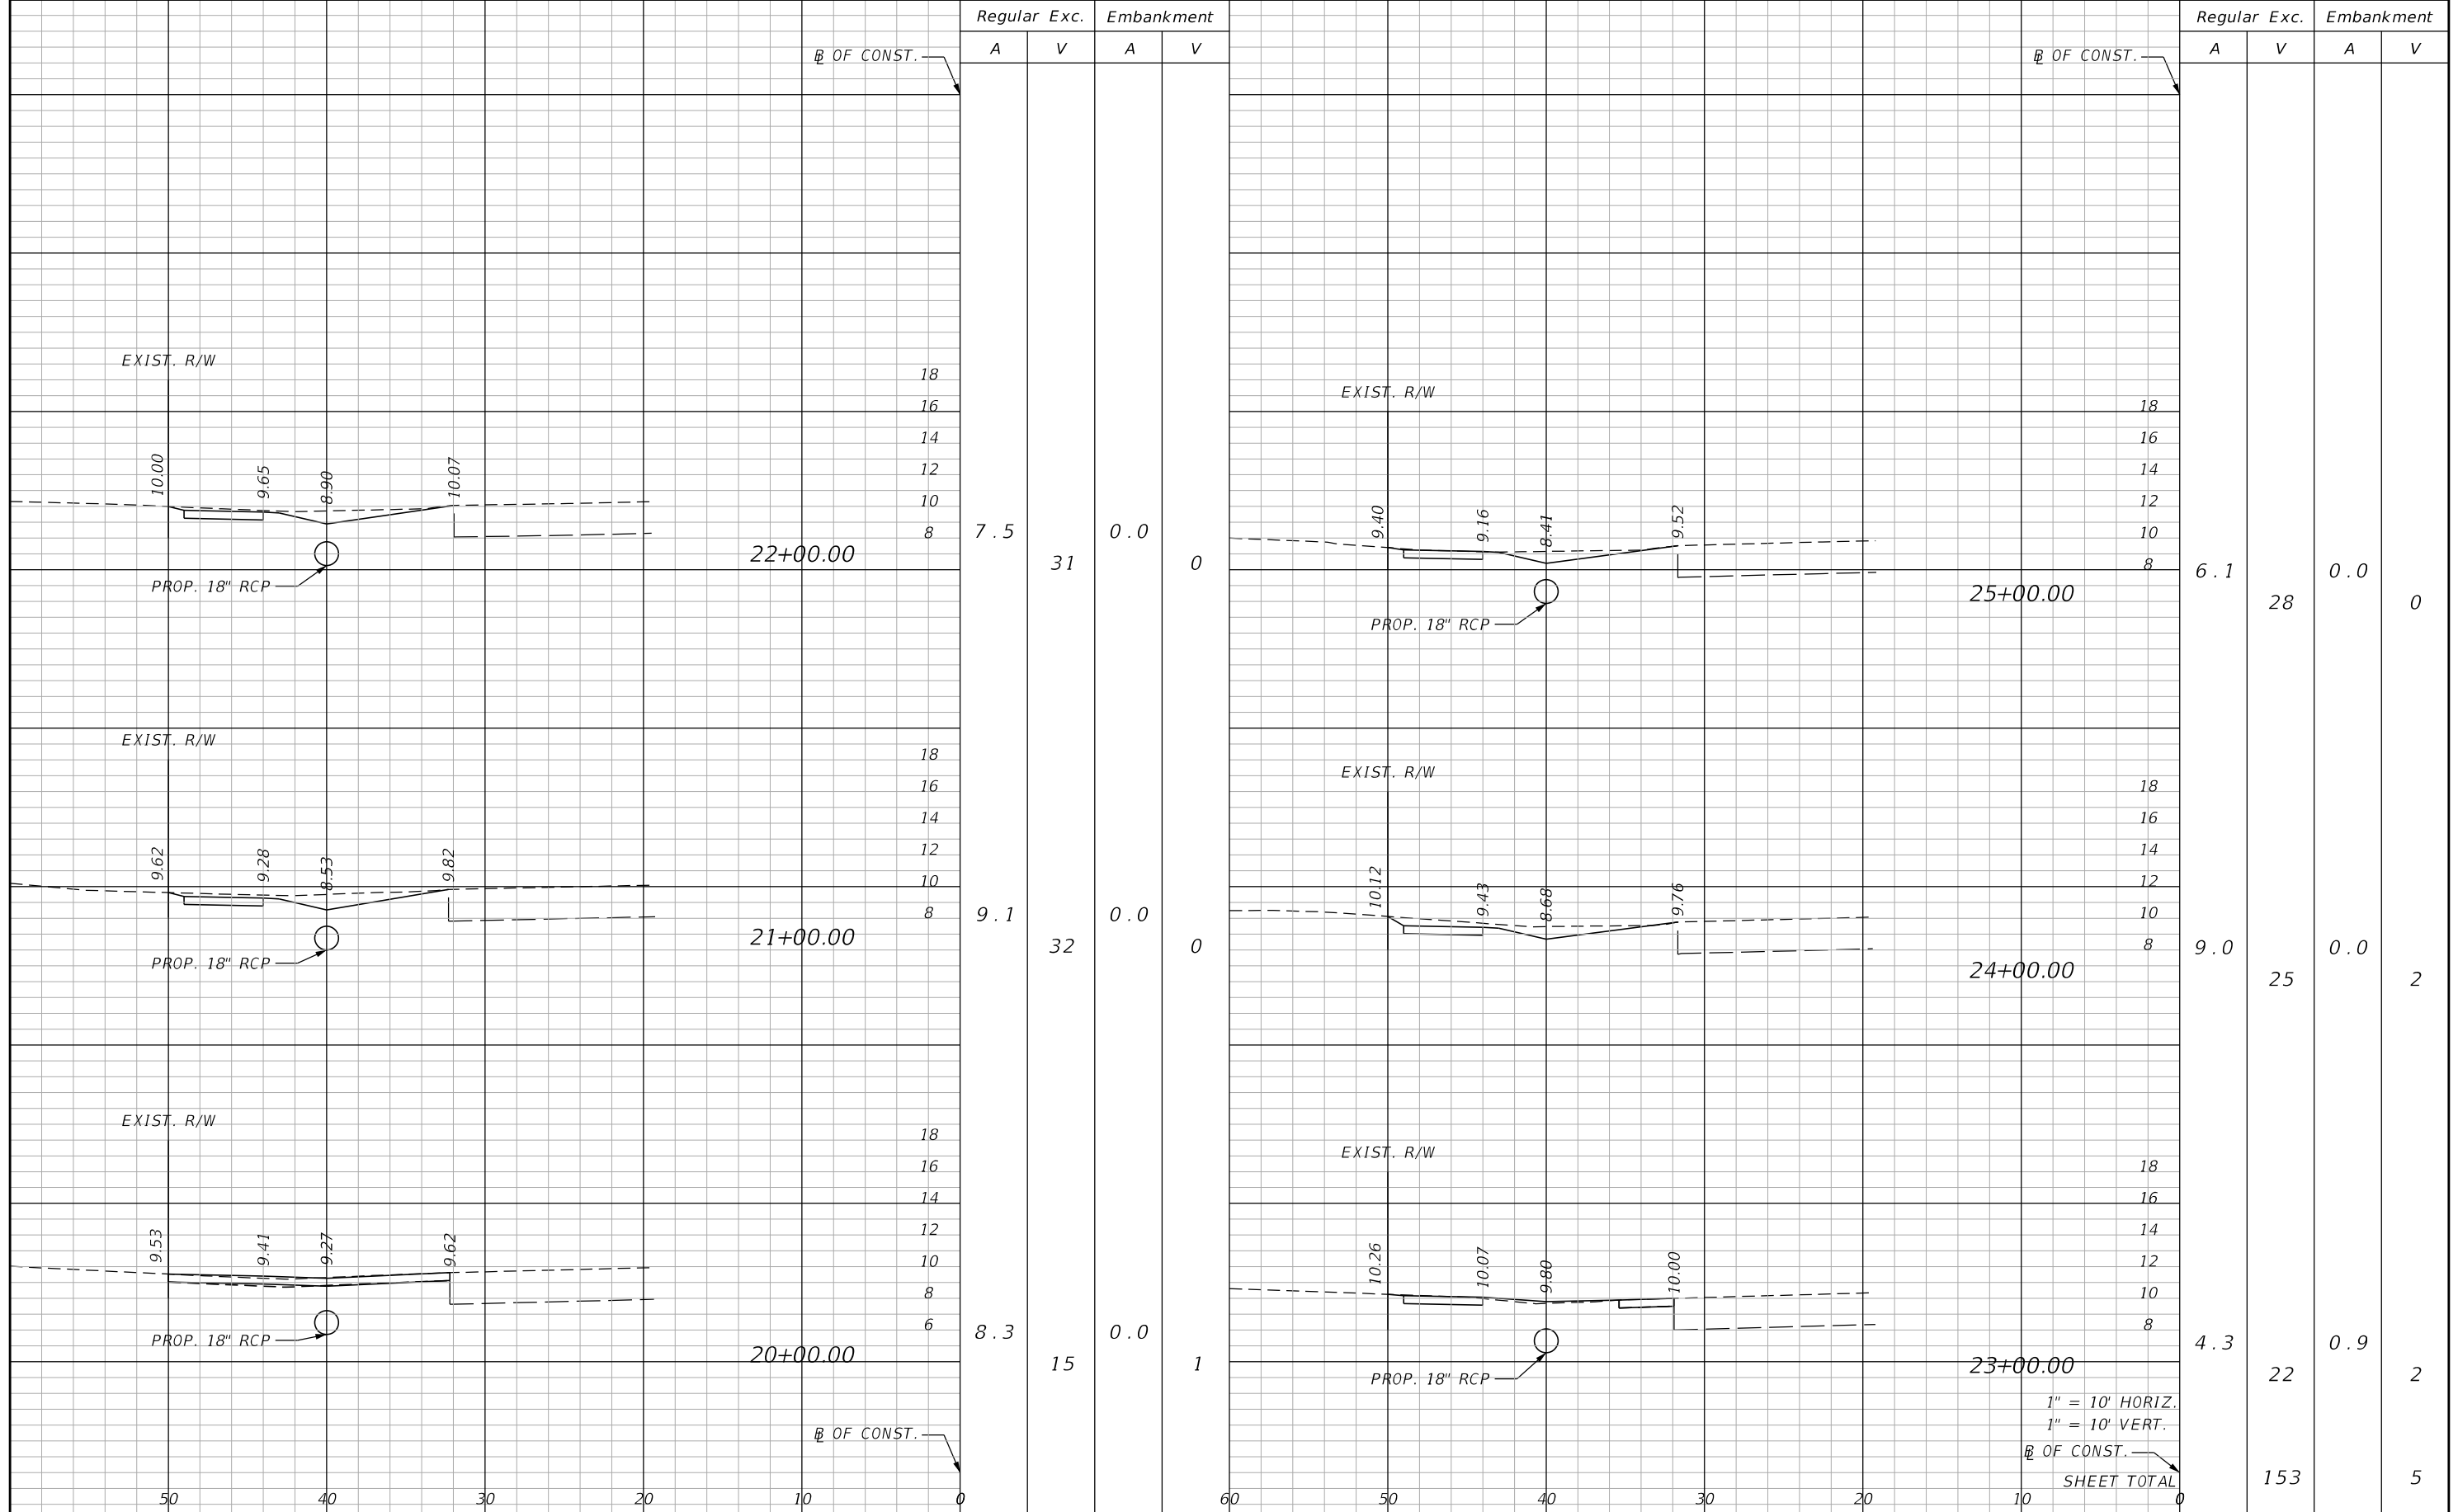 Regular Exc. Embankment
A V A V
℄ OF CONST.
EXIST. R/W
18
16
14
12
10
8
10.00 9.65 8.90 10.07
7.5 0.0
31 0
22+00.00
PROP. 18" RCP
EXIST. R/W
18
16
14
12
10
8
9.62 9.28 8.53 9.82
9.1 0.0
32 0
21+00.00
PROP. 18" RCP
EXIST. R/W
18
16
14
12
10
8
6
9.53 9.41 9.27 9.62
8.3 0.0
15 1
20+00.00
PROP. 18" RCP
℄ OF CONST.
50 40 30 20 10 0
Regular Exc. Embankment
A V A V
℄ OF CONST.
EXIST. R/W
18
16
14
12
10
8
9.40 9.16 8.41 9.52
6.1 0.0
28 0
25+00.00
PROP. 18" RCP
EXIST. R/W
18
16
14
12
10
8
10.12 9.43 8.68 9.76
9.0 0.0
25 2
24+00.00
EXIST. R/W
18
16
14
12
10
8
10.26 10.07 9.80 10.00
4.3 0.9
22 2
23+00.00
PROP. 18" RCP
1" = 10' HORIZ.
1" = 10' VERT.
℄ OF CONST.
SHEET TOTAL 153 5
60 50 40 30 20 10 0